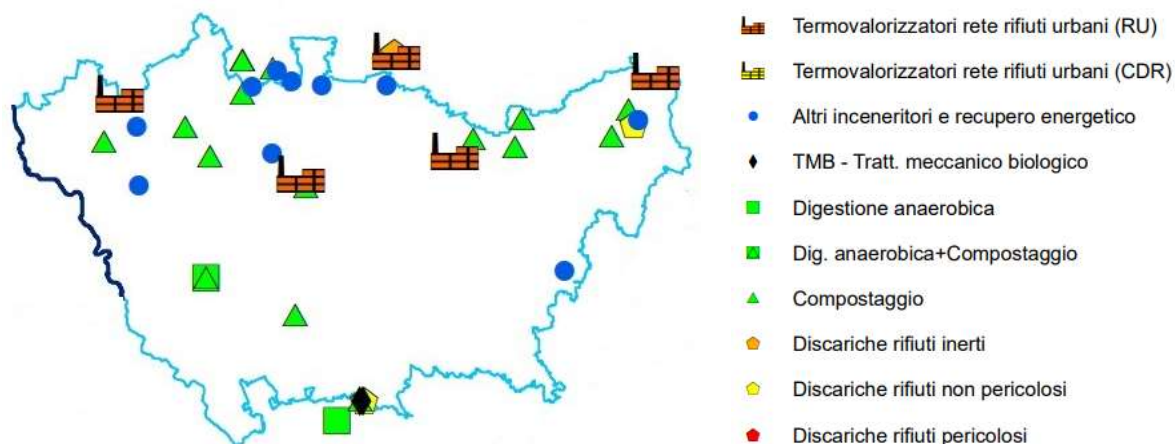 Termovalorizzatori rete rifiuti urbani (RU)
Termovalorizzatori rete rifiuti urbani (CDR)
Altri inceneritori e recupero energetico
TMB - Tratt. meccanico biologico
Digestione anaerobica
Dig. anaerobica+Compostaggio
Compostaggio
Discariche rifiuti inerti
Discariche rifiuti non pericolosi
Discariche rifiuti pericolosi